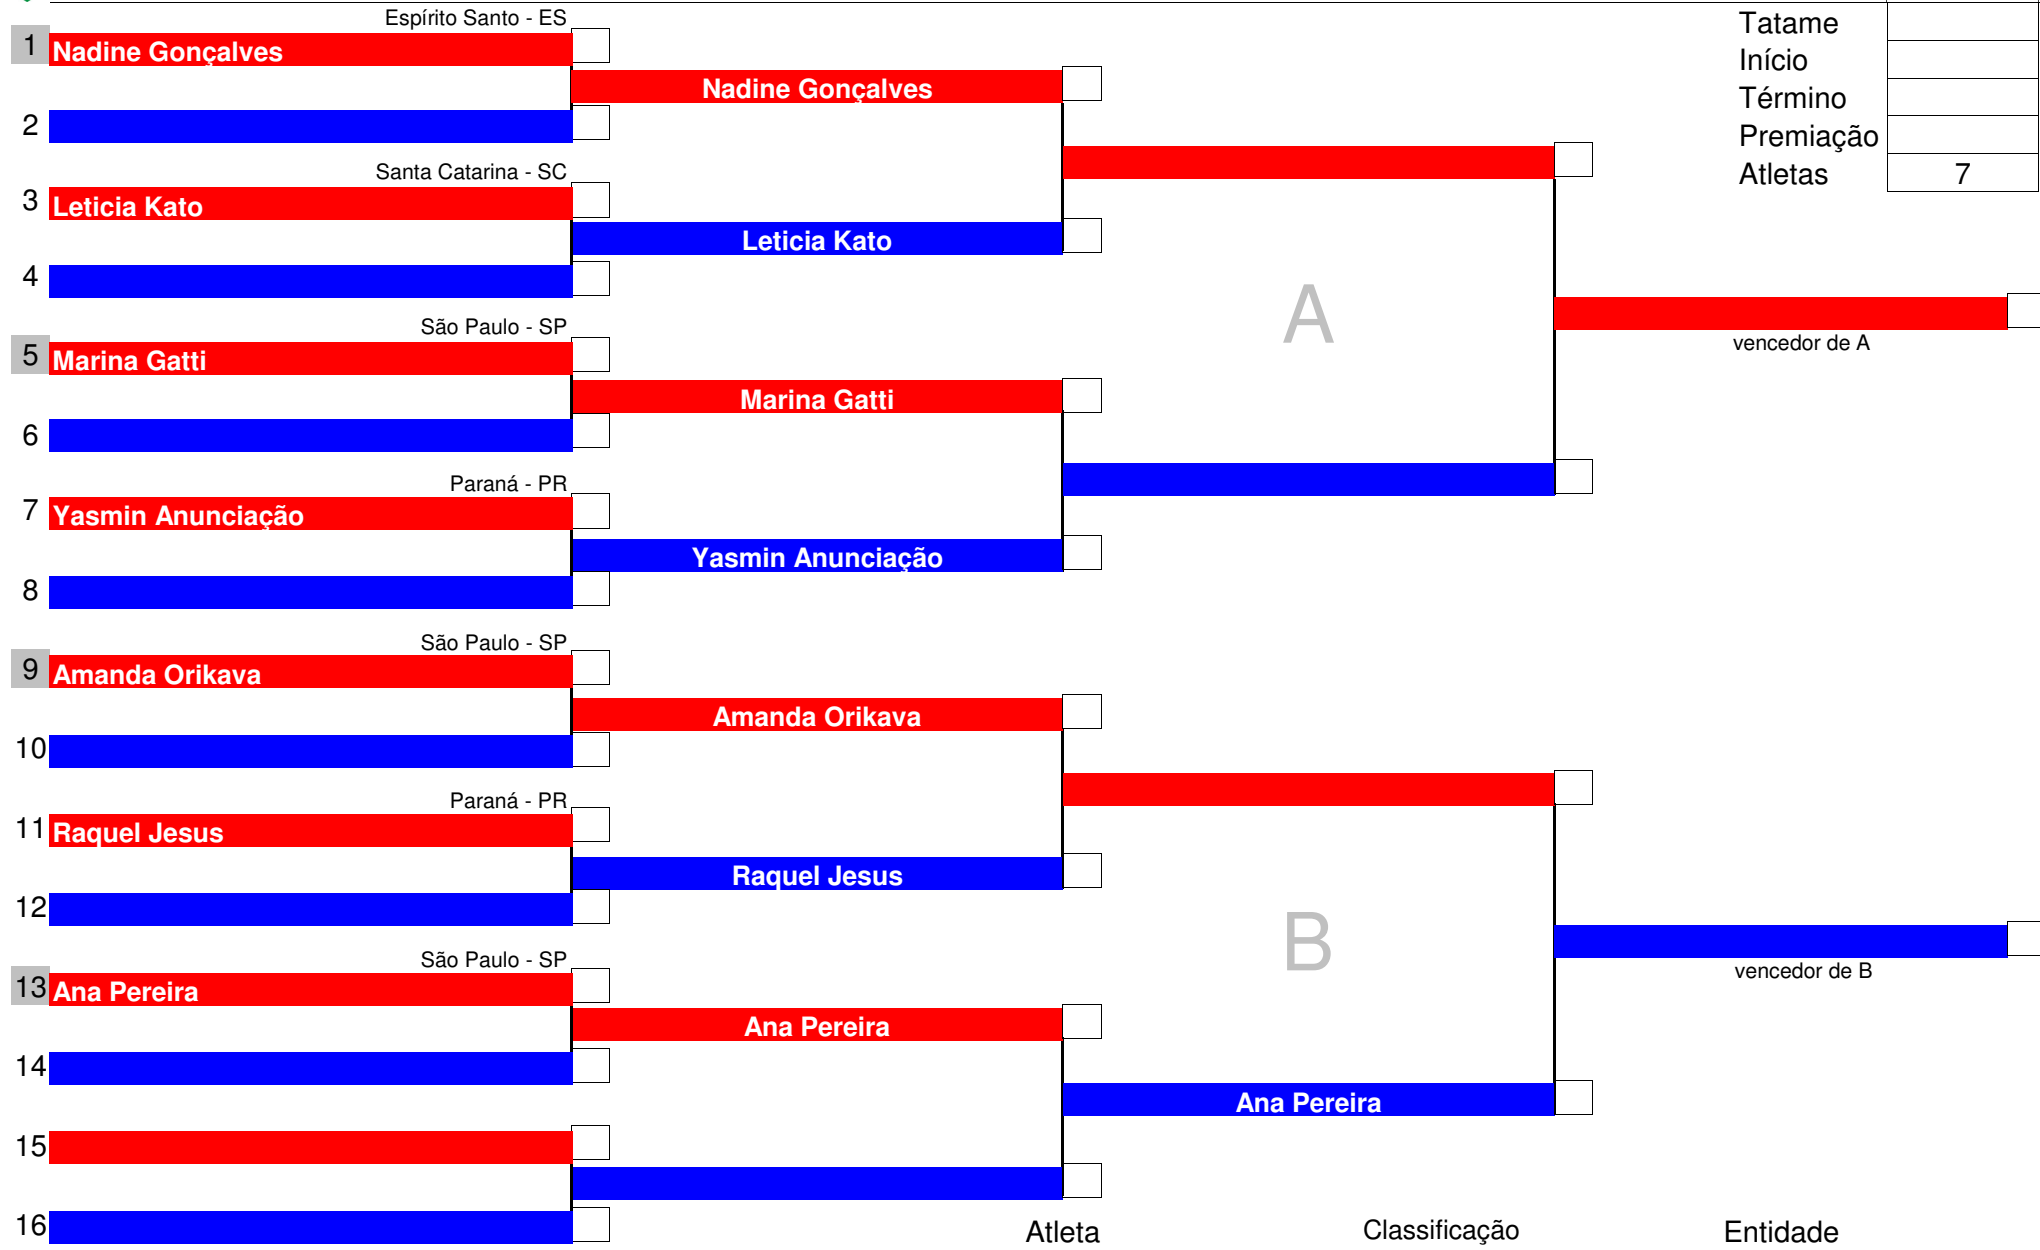 Espírito Santo - ES
1 Nadine Gonçalves
Nadine Gonçalves
2
Santa Catarina - SC
3 Leticia Kato
Leticia Kato
4
São Paulo - SP
5 Marina Gatti
Marina Gatti
6
Paraná - PR
7 Yasmin Anunciação
Yasmin Anunciação
8
São Paulo - SP
9 Amanda Orikava
Amanda Orikava
10
Paraná - PR
11 Raquel Jesus
Raquel Jesus
12
São Paulo - SP
13 Ana Pereira
Ana Pereira
14
Ana Pereira
15
16
A
vencedor de A
B
vencedor de B
Tatame
Início
Término
Premiação
Atletas 7
Atleta Classificação Entidade